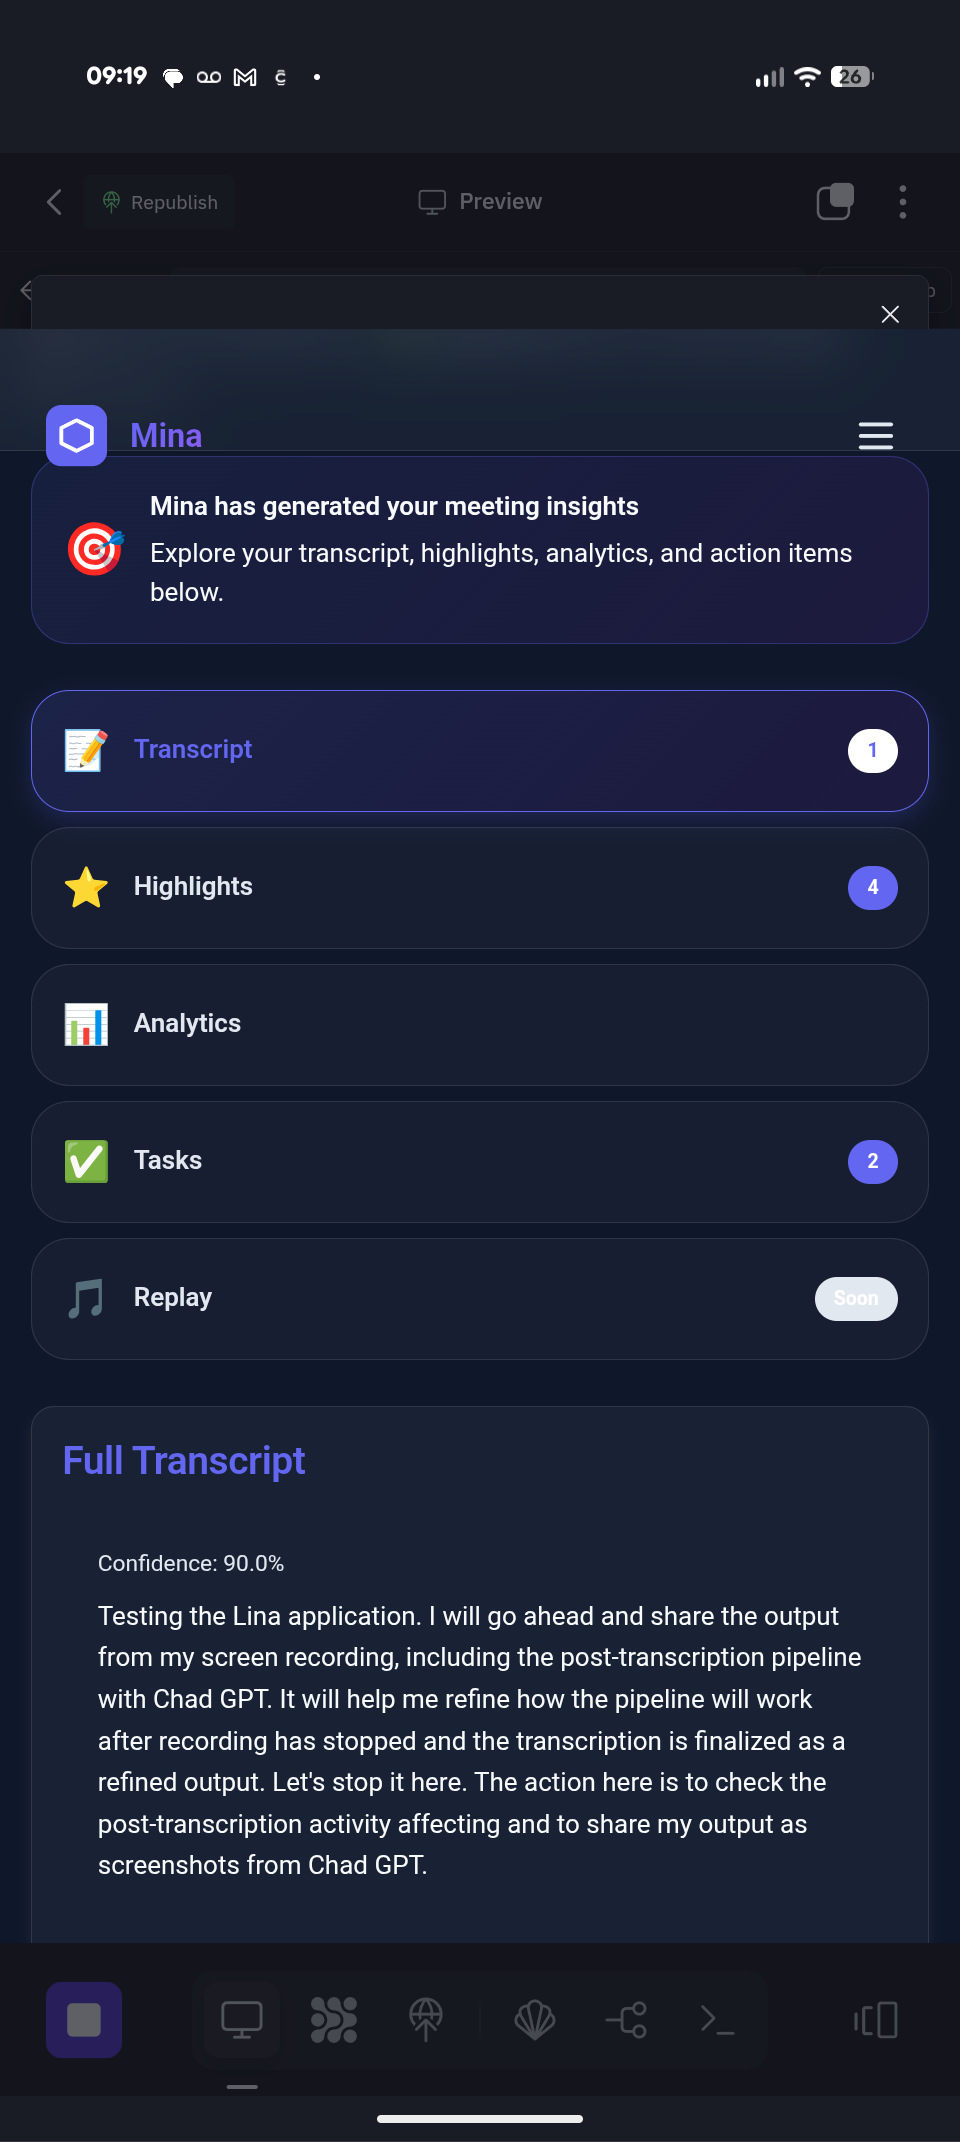 09:19
26
Republish
Preview
Mina
Mina has generated your meeting insights
Explore your transcript, highlights, analytics, and action items
below.
Transcript
1
Highlights
4
Analytics
Tasks
2
Replay
Soon
Full Transcript
Confidence: 90.0%
Testing the Lina application. I will go ahead and share the output
from my screen recording, including the post-transcription pipeline
with Chad GPT. It will help me refine how the pipeline will work
after recording has stopped and the transcription is finalized as a
refined output. Let's stop it here. The action here is to check the
post-transcription activity affecting and to share my output as
screenshots from Chad GPT.